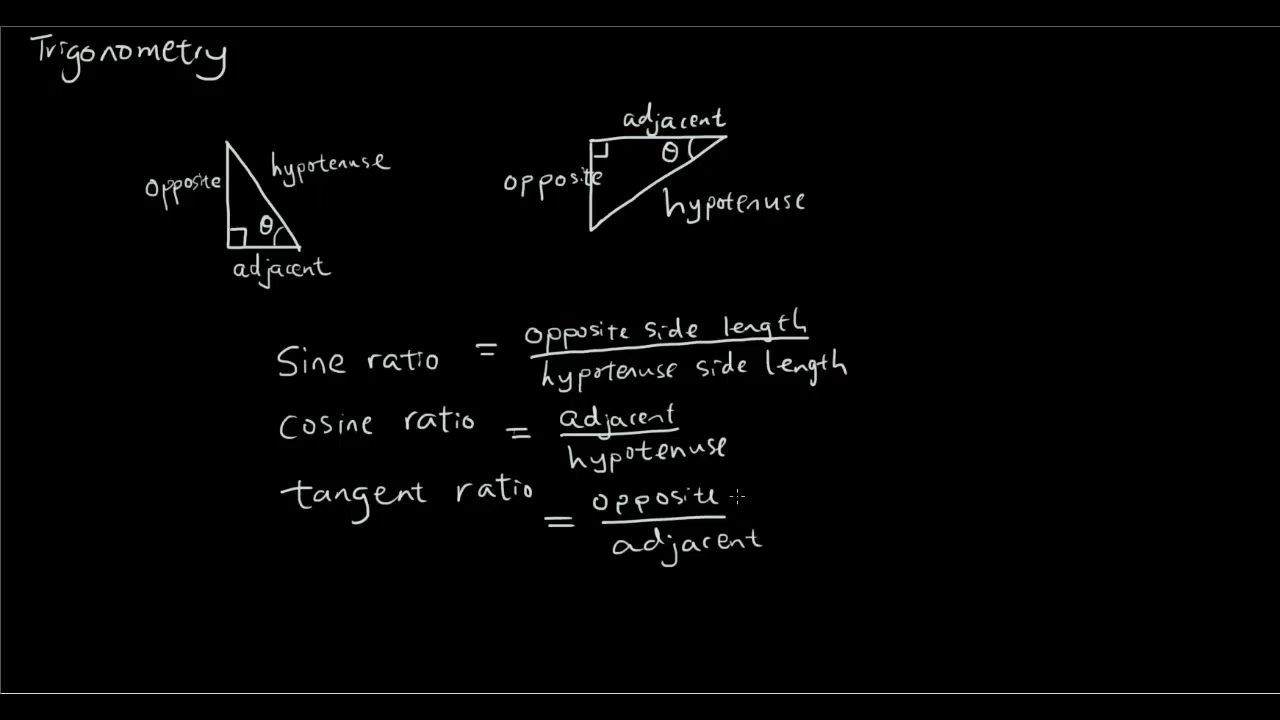 Trigonometry
opposite
hypotenuse
θ
adjacent
adjacent
θ
opposite
hypotenuse
Sine ratio = opposite side length
hypotenuse side length
cosine ratio = adjacent
hypotenuse
tangent ratio = opposite
adjacent